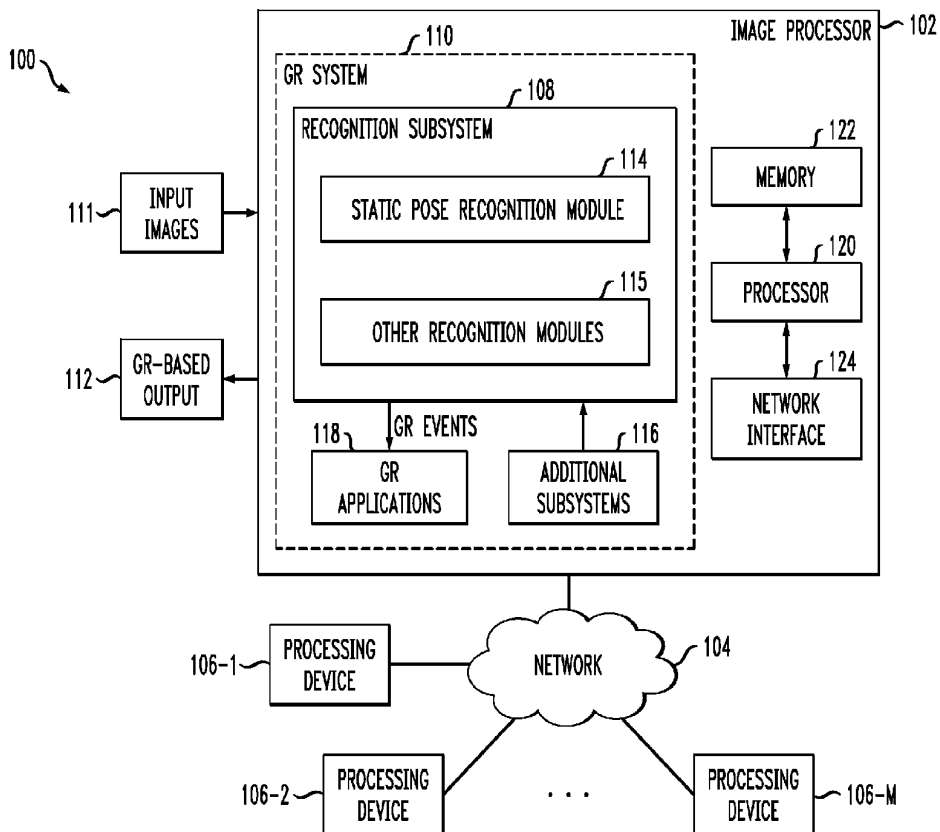 100
110
IMAGE PROCESSOR
102
GR SYSTEM
108
RECOGNITION SUBSYSTEM
114
STATIC POSE RECOGNITION MODULE
115
OTHER RECOGNITION MODULES
111
INPUT
IMAGES
112
GR-BASED
OUTPUT
122
MEMORY
120
PROCESSOR
124
NETWORK
INTERFACE
GR EVENTS
118
GR
APPLICATIONS
116
ADDITIONAL
SUBSYSTEMS
NETWORK
104
106-1
PROCESSING
DEVICE
106-2
PROCESSING
DEVICE
. . .
PROCESSING
DEVICE
106-M